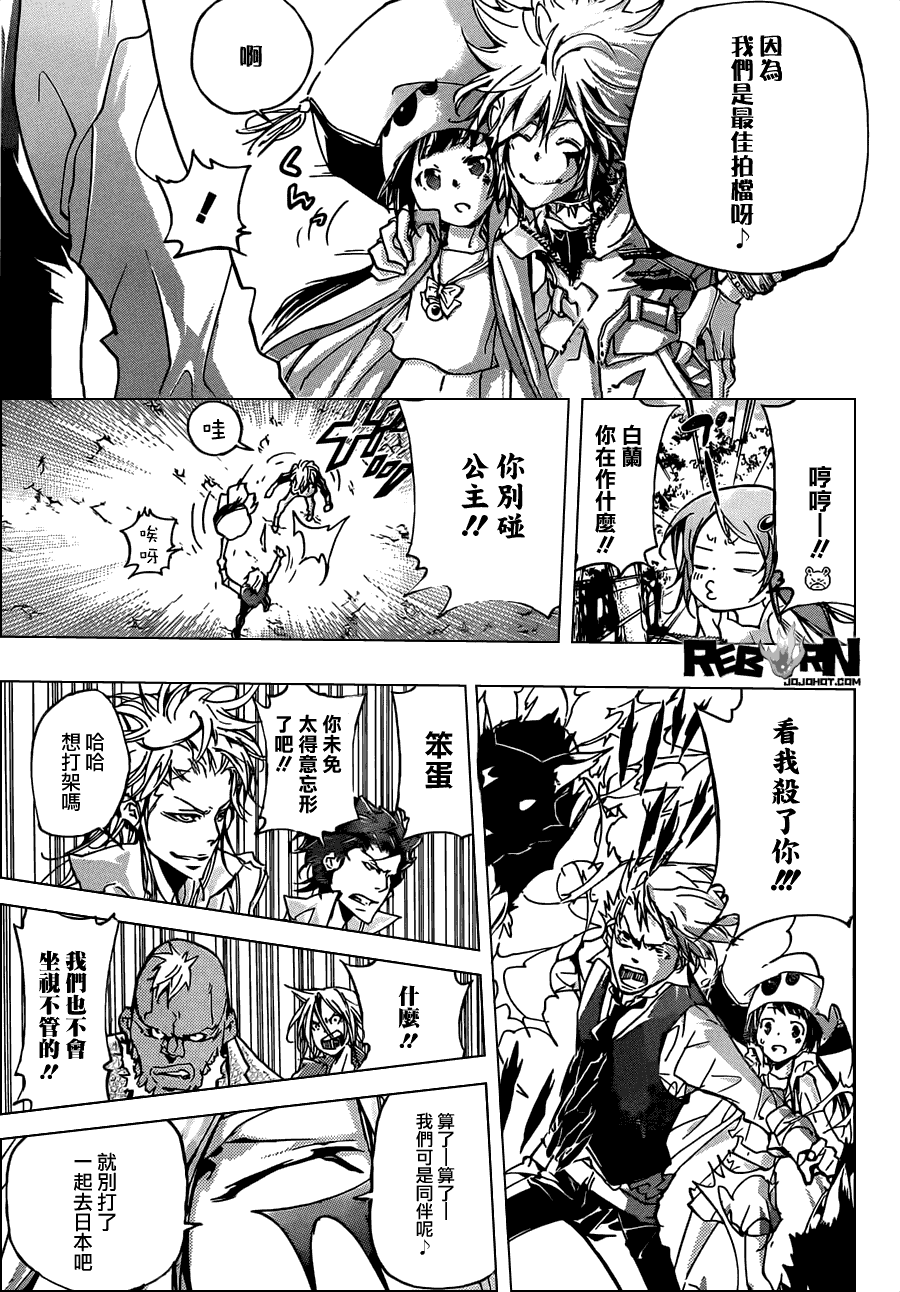 因為
我們是最佳拍檔呀♪
啊
！
哼哼—!!
白蘭
你在作什麼!!
你別碰
公主!!
哇
唉呀
REBORN
JOJOHOT.COM
看我殺了你!!!
笨蛋
你未免
太得意忘形
了吧!!
哈哈
想打架嗎
什麼!!
我們也不會
坐視不管的!!
算了—算了—
我們可是同伴呢♪
就別打了
一起去日本吧